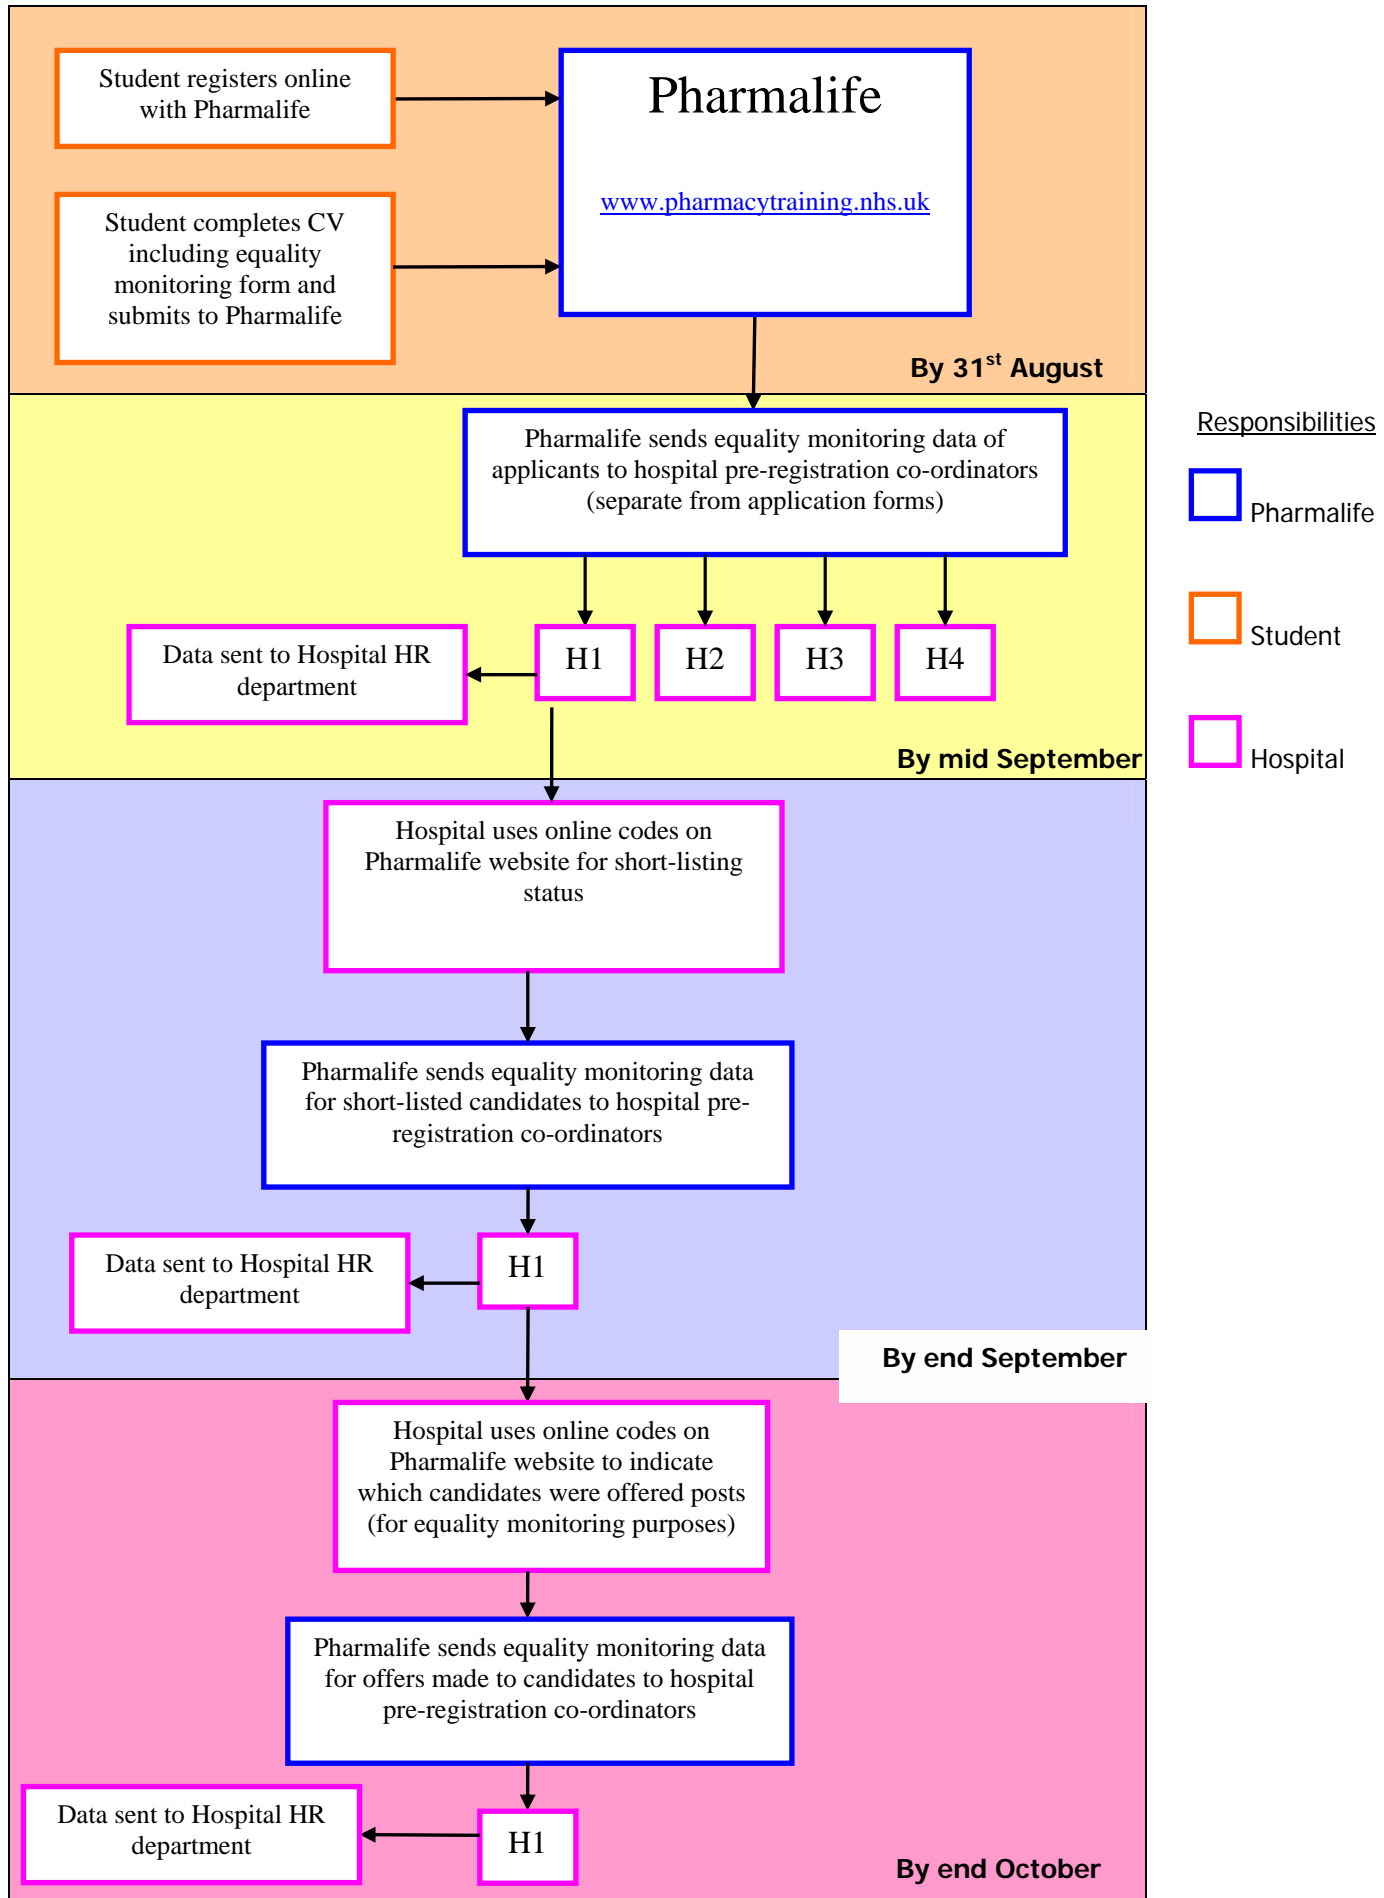 Student registers online
with Pharmalife
Pharmalife
www.pharmacytraining.nhs.uk
Student completes CV
including equality
monitoring form and
submits to Pharmalife
By 31st August
Pharmalife sends equality monitoring data of
applicants to hospital pre-registration co-ordinators
(separate from application forms)
Responsibilities
Pharmalife
Student
Hospital
H1
H2
H3
H4
Data sent to Hospital HR
department
By mid September
Hospital uses online codes on
Pharmalife website for short-listing
status
Pharmalife sends equality monitoring data
for short-listed candidates to hospital pre-
registration co-ordinators
H1
Data sent to Hospital HR
department
By end September
Hospital uses online codes on
Pharmalife website to indicate
which candidates were offered posts
(for equality monitoring purposes)
Pharmalife sends equality monitoring data
for offers made to candidates to hospital
pre-registration co-ordinators
Data sent to Hospital HR
department
H1
By end October